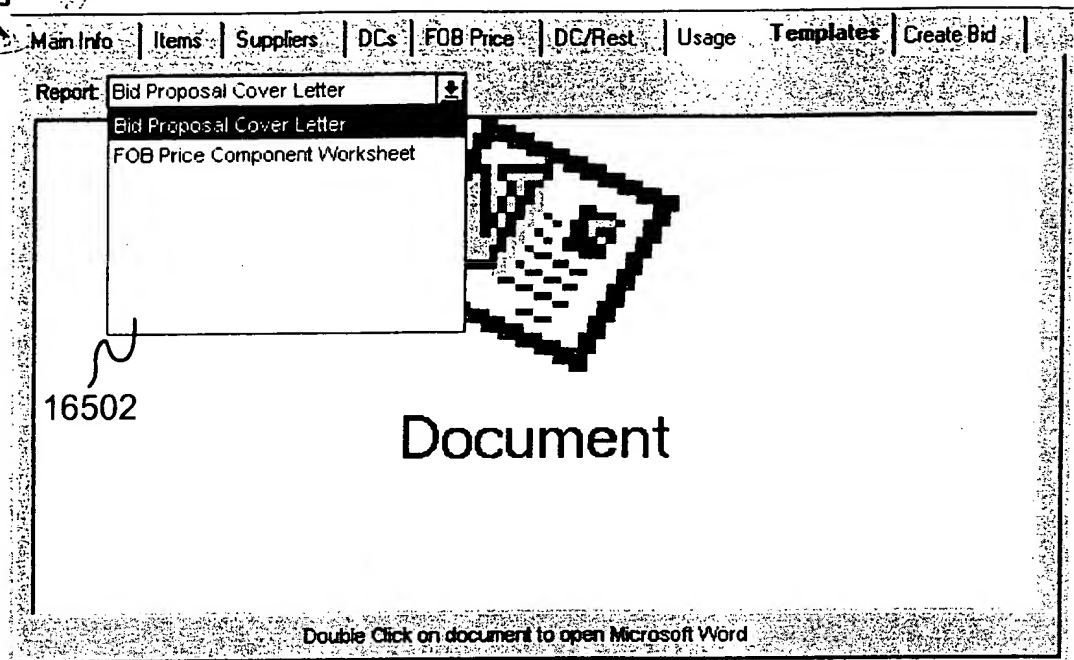 Main Info Items Suppliers DCs FOB Price DC/Rest. Usage Templates Create Bid
Report: Bid Proposal Cover Letter
Bid Proposal Cover Letter
FOB Price Component Worksheet
16502
Document
Double Click on document to open Microsoft Word